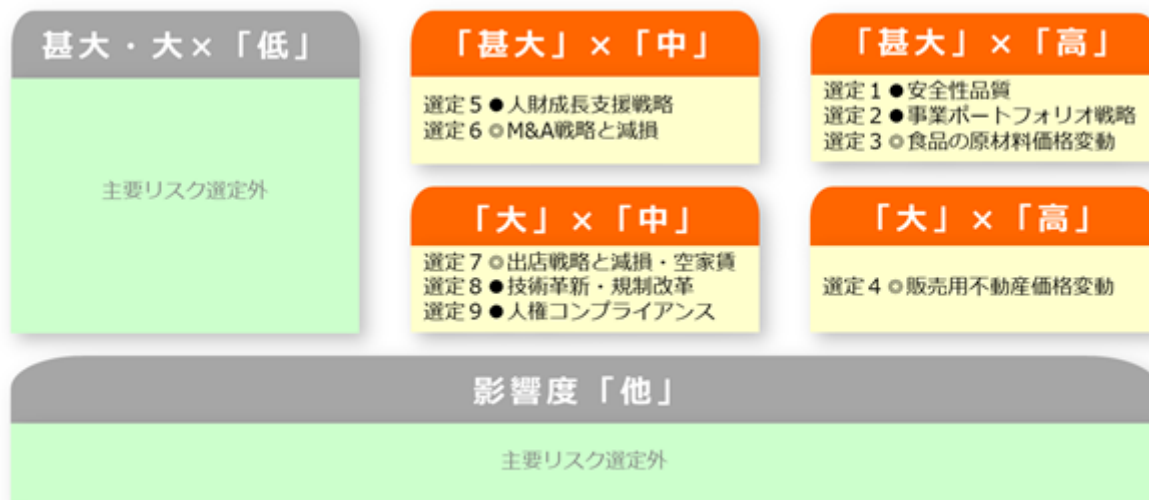 甚大・大×「低」
主要リスク選定外
「甚大」×「中」
選定5●人財成長支援戦略
選定6◎M&A戦略と減損
「甚大」×「高」
選定1●安全性品質
選定2●事業ポートフォリオ戦略
選定3◎食品の原材料価格変動
「大」×「中」
選定7◎出店戦略と減損・空家賃
選定8●技術革新・規制改革
選定9●人権コンプライアンス
「大」×「高」
選定4◎販売用不動産価格変動
影響度「他」
主要リスク選定外